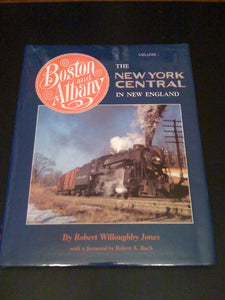 VOLUME 1
Boston
and
Albany
THE
NEW YORK
CENTRAL
IN NEW ENGLAND
By Robert Willoughby Jones
with a foreword by Robert A. Buck